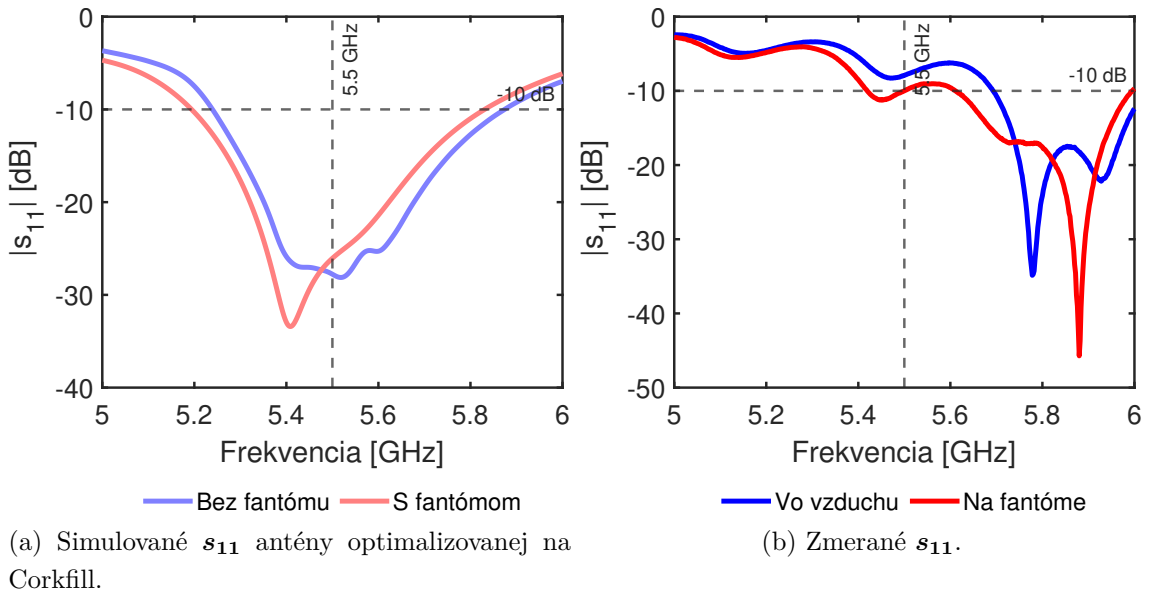 0
-10
-20
-30
-40
5
5.2
5.4
5.6
5.8
6
|s11| [dB]
Frekvencia [GHz]
5.5 GHz
-10 dB
Bez fantómu
S fantómom
(a) Simulované s11 antény optimalizovanej na
Corkfill.
0
-10
-20
-30
-40
-50
5
5.2
5.4
5.6
5.8
6
|s11| [dB]
Frekvencia [GHz]
5.5 GHz
-10 dB
Vo vzduchu
Na fantóme
(b) Zmerané s11.